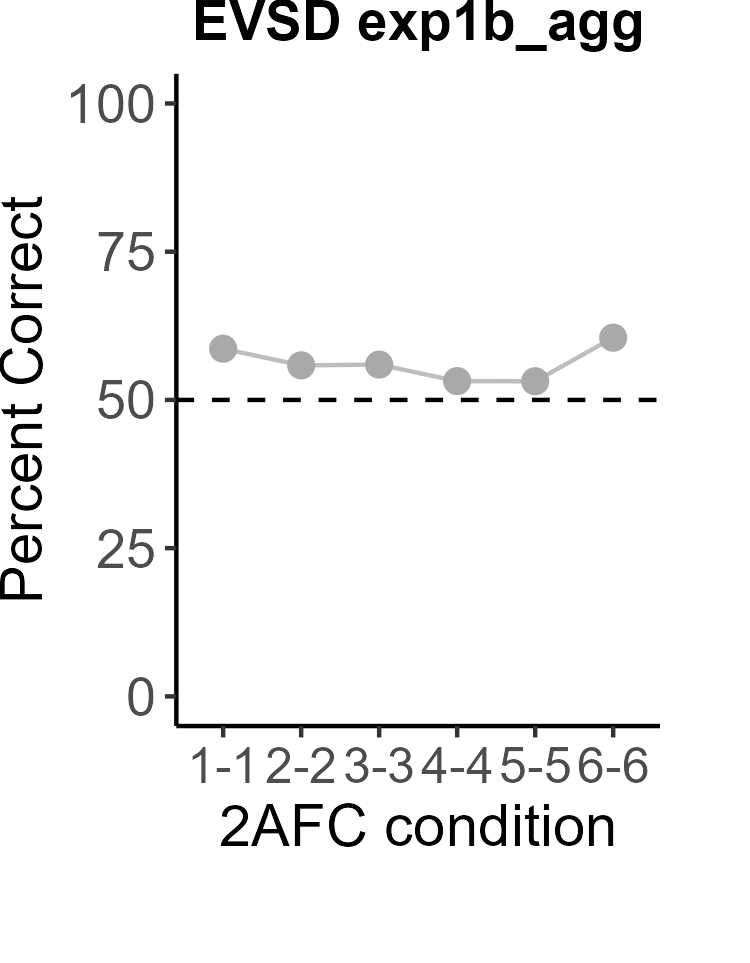 EVSD exp1b_agg
Percent Correct
100
75
50
25
0
1-1 2-2 3-3 4-4 5-5 6-6
2AFC condition